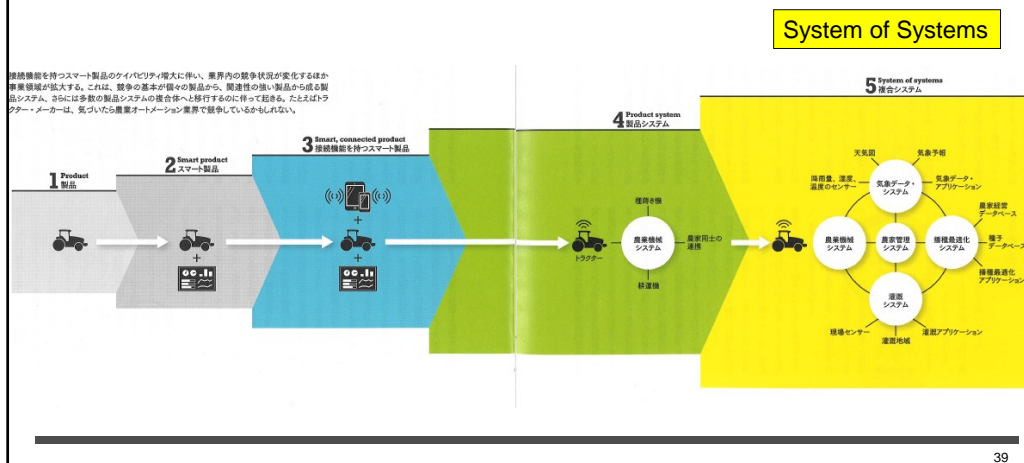 System of Systems
接続機能を持つスマート製品のケイパビリティ増大に伴い、業界内の競争状況が変化するほか
事業領域が拡大する。これは、競争の基本が個々の製品から、関連性の強い製品から成る製
品システム、さらには多数の製品システムの複合体へと移行するのに伴って起きる。たとえばトラ
クター・メーカーは、気づいたら農業オートメーション業界で競争しているかもしれない。
1 Product
製品
2 Smart product
スマート製品
+
3 Smart, connected product
接続機能を持つスマート製品
+
+
4 Product system
製品システム
種蒔き機
トラクター
農業機械
システム
農家同士の
連携
耕運機
5 System of systems
複合システム
天気図
気象予報
降雨量、湿度、
温度のセンサー
気象データ・
システム
気象データ・
アプリケーション
農業機械
システム
農家管理
システム
播種最適化
システム
農家経営
データベース
種子
データベース
播種最適化
アプリケーション
灌漑
システム
現場センサー
灌漑地域
灌漑アプリケーション
39